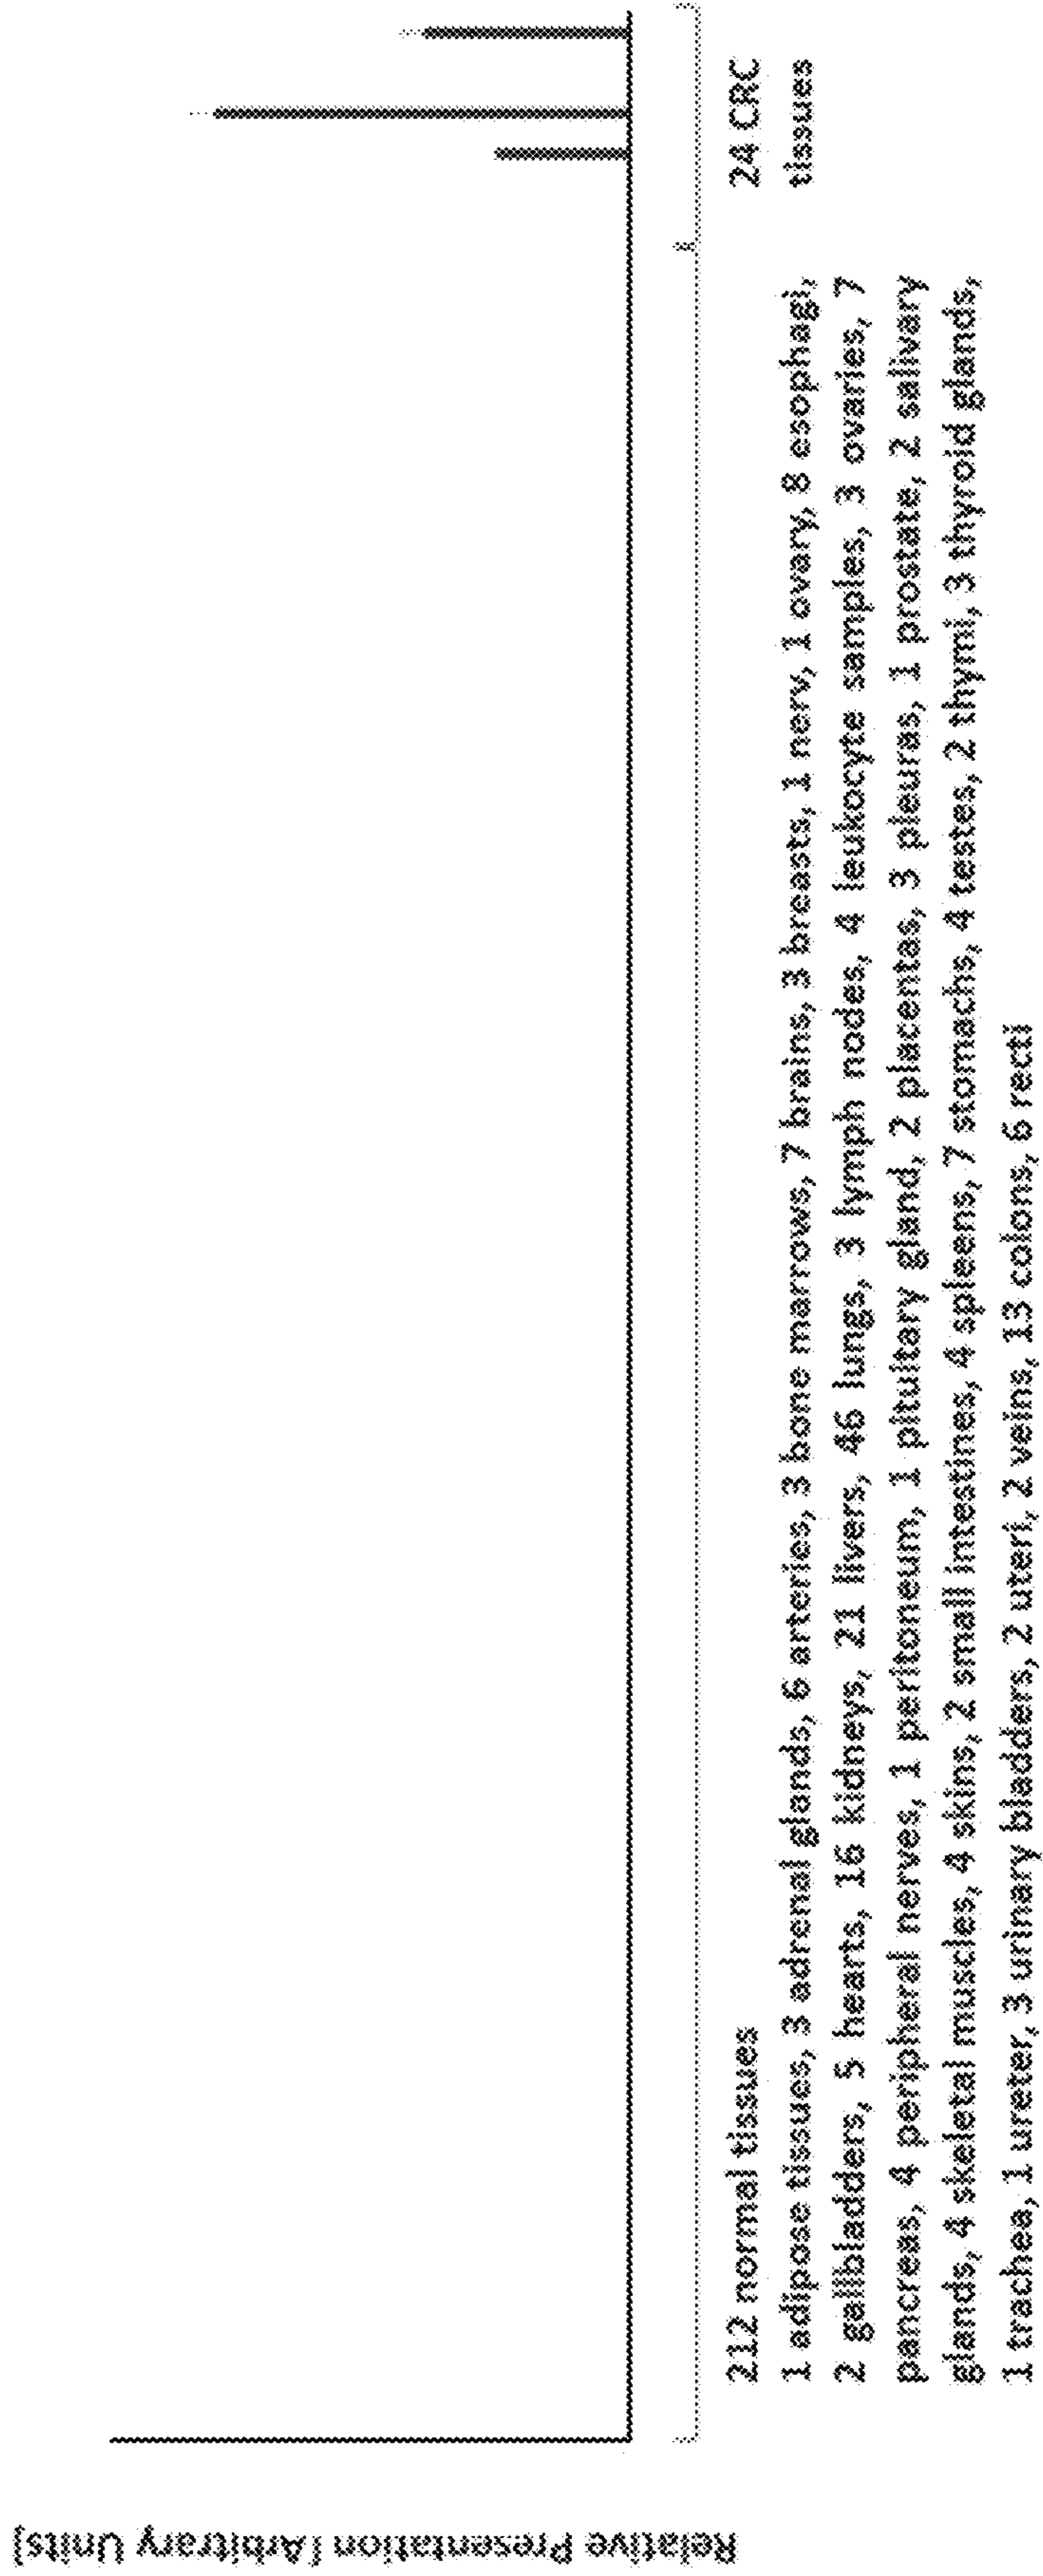 Relative Presentation [Arbitrary Units]
212 normal tissues
1 adipose tissues, 3 adrenal glands, 6 arteries, 3 bone marrows, 7 brains, 3 breasts, 1 nerv, 1 ovary, 8 esophagi,
2 gallbladders, 5 hearts, 16 kidneys, 21 livers, 46 lungs, 3 lymph nodes, 4 leukocyte samples, 3 ovaries, 7
pancreas, 4 peripheral nerves, 1 peritoneum, 1 pituitary gland, 2 placentas, 3 pleuras, 1 prostate, 2 salivary
glands, 4 skeletal muscles, 4 skins, 2 small intestines, 4 spleens, 7 stomachs, 4 testes, 2 thymi, 3 thyroid glands,
1 trachea, 1 ureter, 3 urinary bladders, 2 uteri, 2 veins, 13 colons, 6 recti
24 CRC
tissues